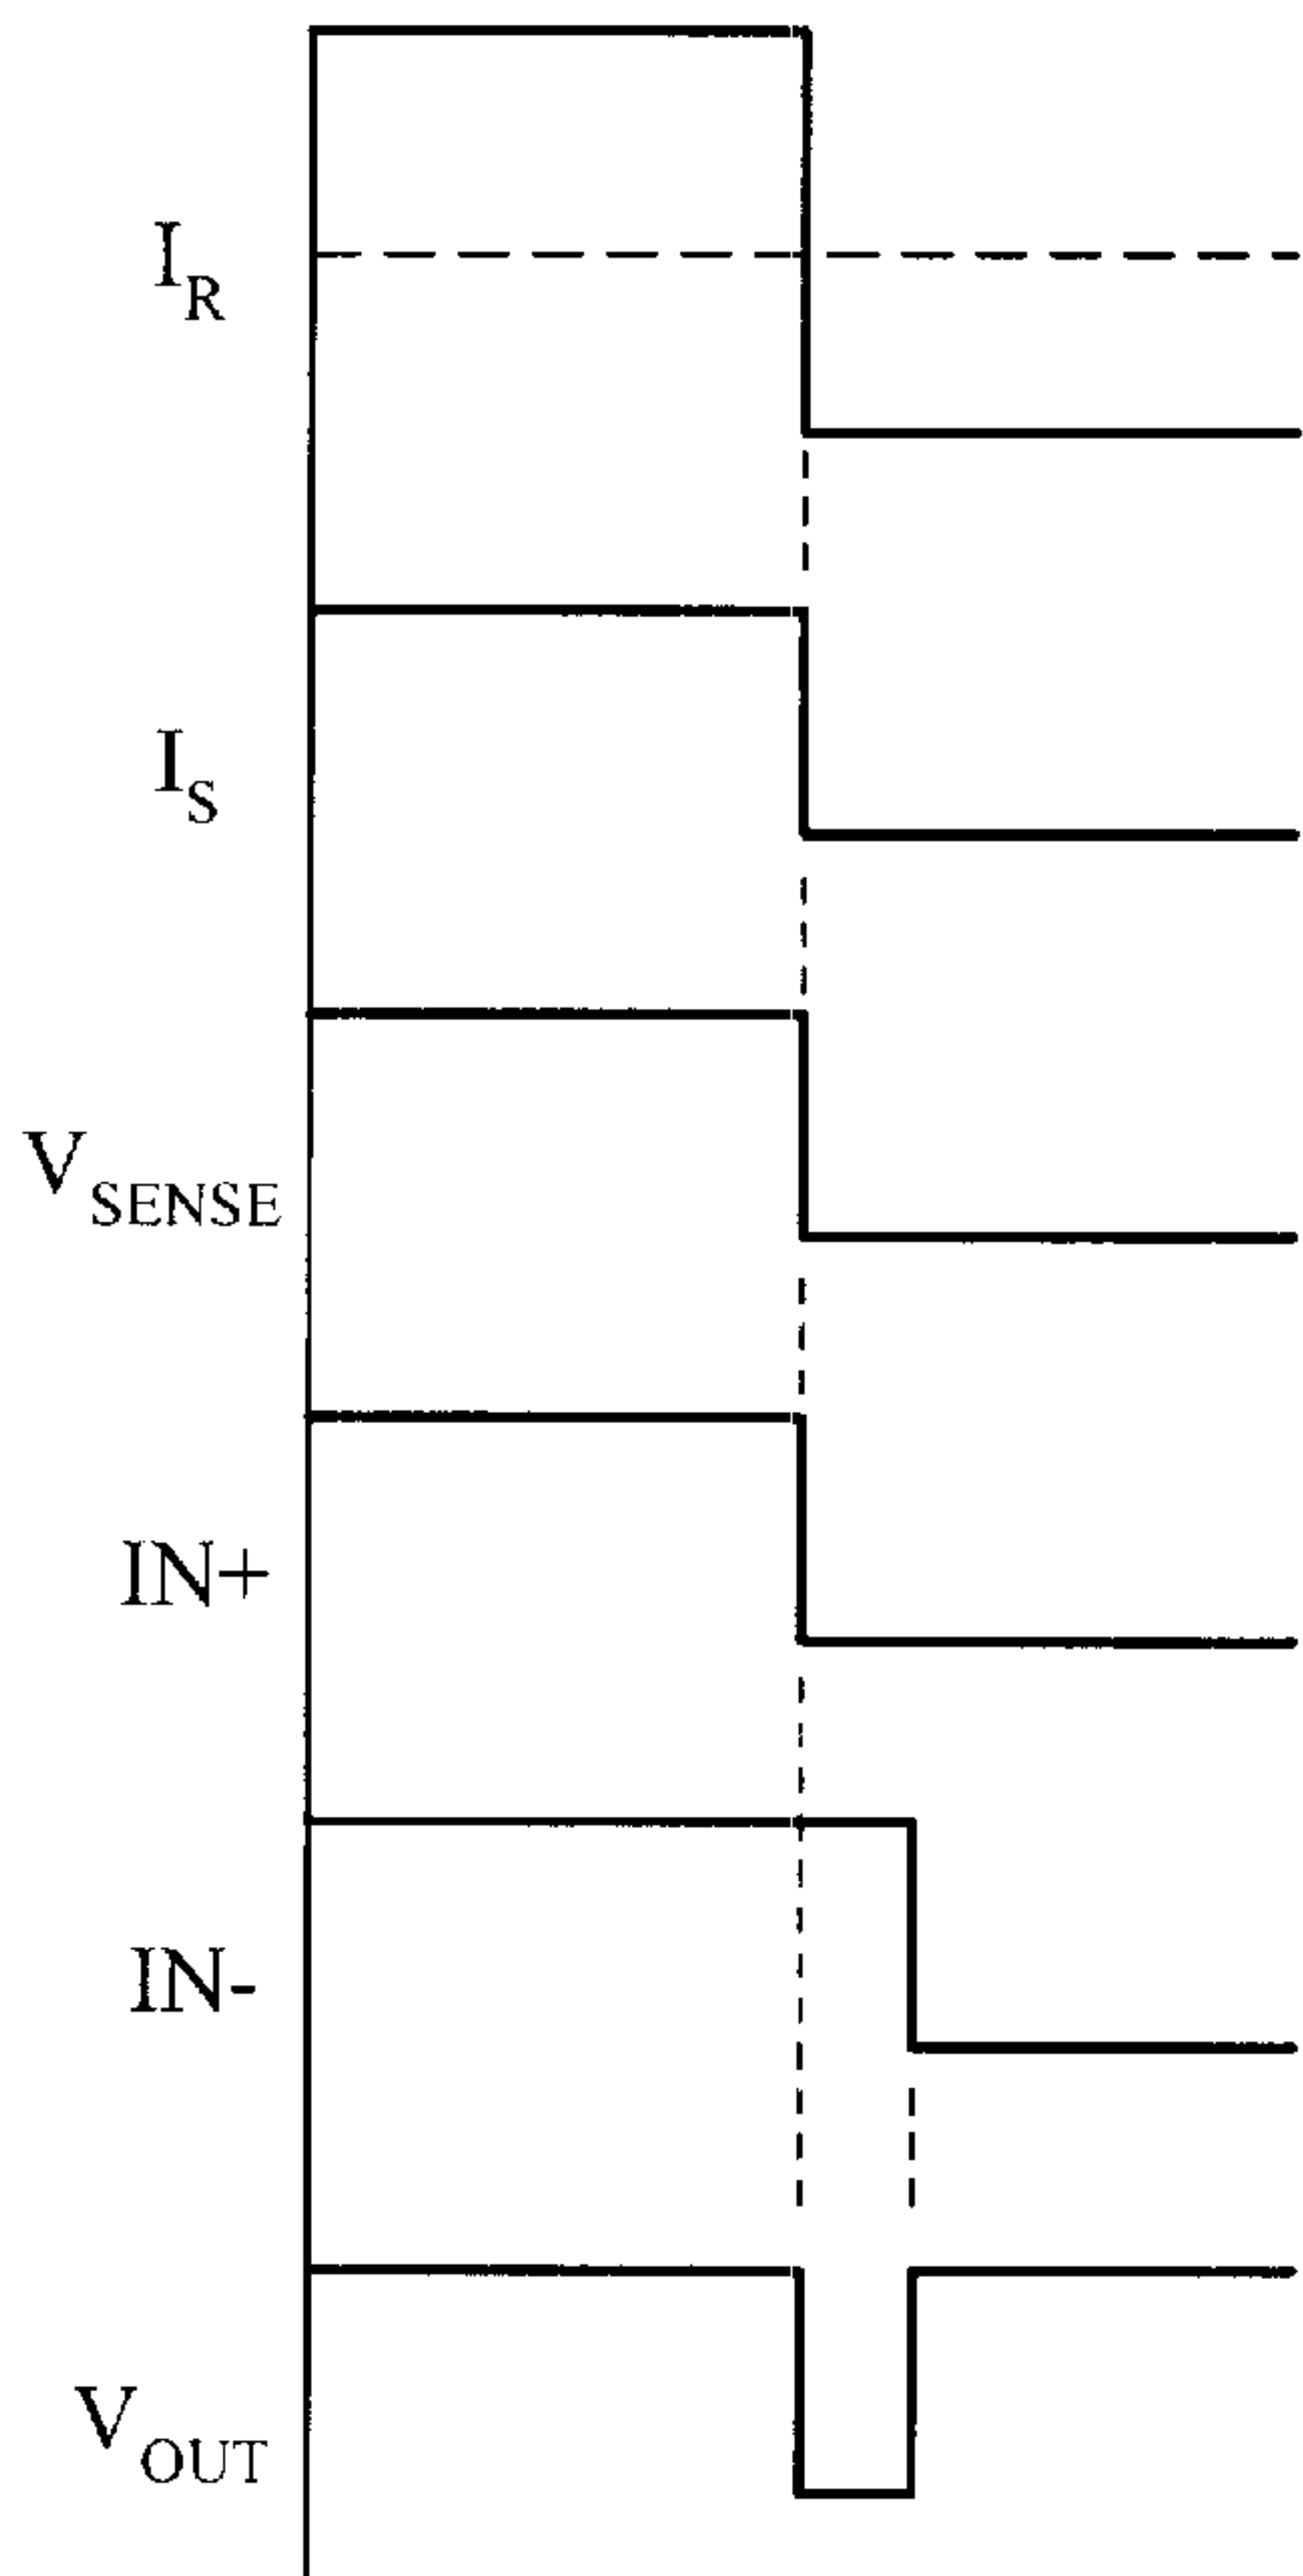 I_R
I_S
V_SENSE
IN+
IN-
V_OUT